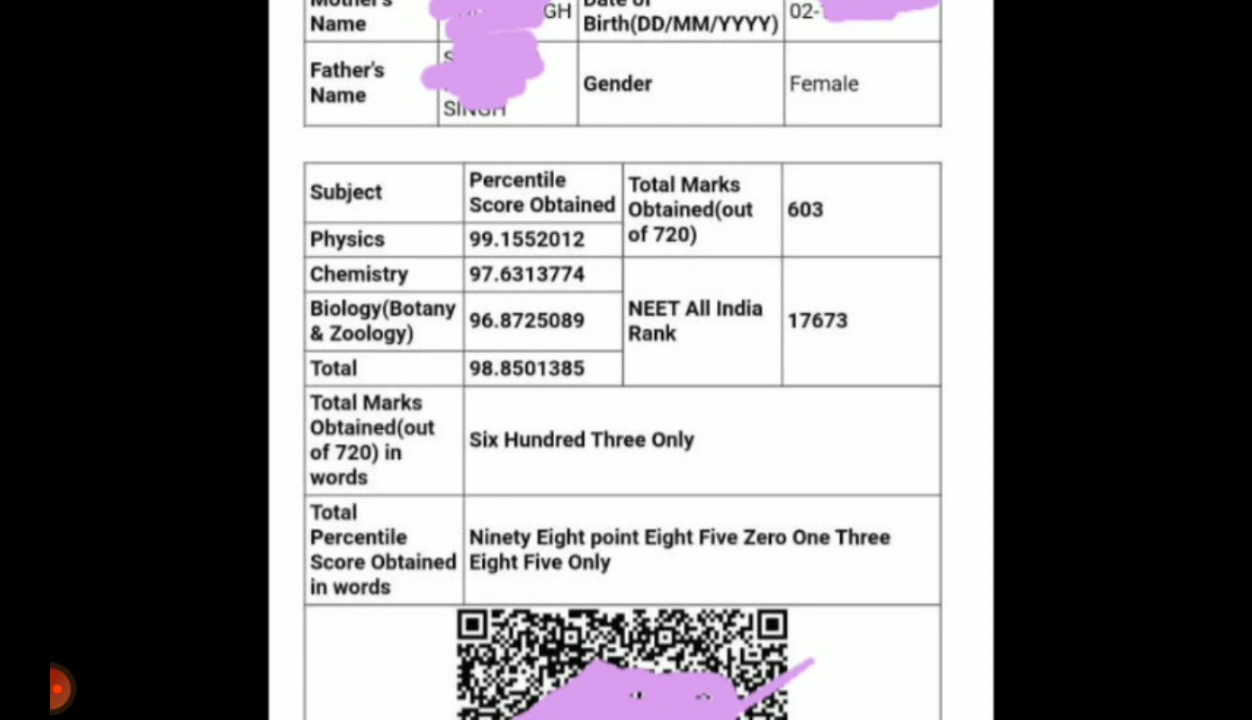 Mother's
Name
GH
Date of
Birth(DD/MM/YYYY)
02-
Father's
Name
SINGH
Gender
Female
Subject
Percentile
Score Obtained
Total Marks
Obtained(out
of 720)
603
Physics
99.1552012
Chemistry
97.6313774
NEET All India
Rank
17673
Biology(Botany
& Zoology)
96.8725089
Total
98.8501385
Total Marks
Obtained(out
of 720) in
words
Six Hundred Three Only
Total
Percentile
Score Obtained
in words
Ninety Eight point Eight Five Zero One Three
Eight Five Only